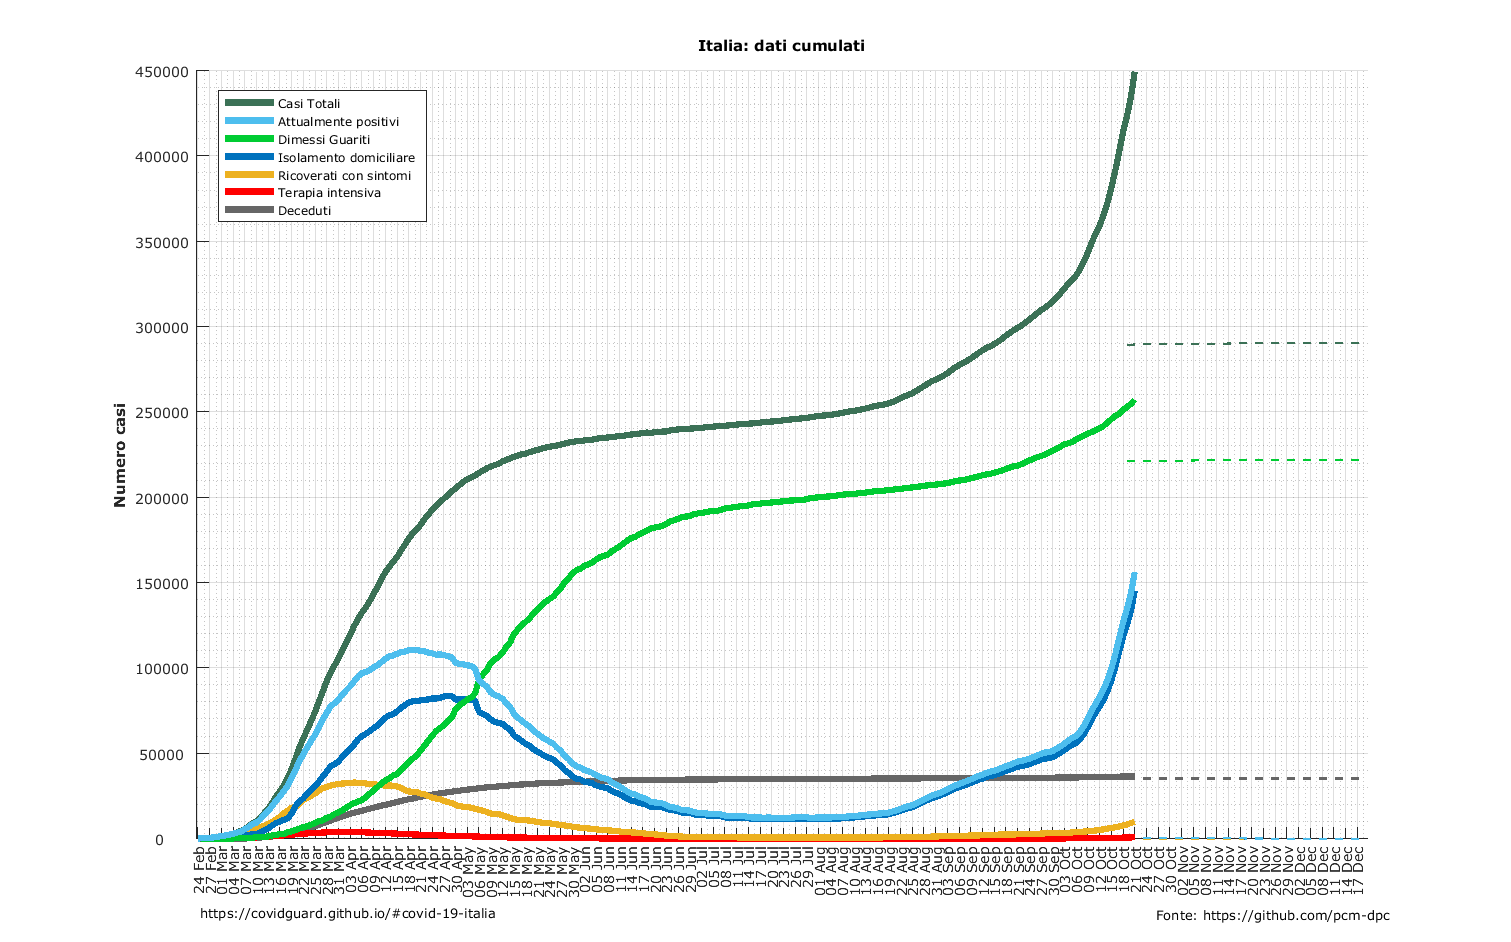 Italia: dati cumulati
Numero casi
450000
400000
350000
300000
250000
200000
150000
100000
50000
0
Casi Totali
Attualmente positivi
Dimessi Guariti
Isolamento domiciliare
Ricoverati con sintomi
Terapia intensiva
Deceduti
24 Feb
27 Feb
01 Mar
04 Mar
07 Mar
10 Mar
13 Mar
16 Mar
19 Mar
22 Mar
25 Mar
28 Mar
31 Mar
03 Apr
06 Apr
09 Apr
12 Apr
15 Apr
18 Apr
21 Apr
24 Apr
27 Apr
30 Apr
03 May
06 May
09 May
12 May
15 May
18 May
21 May
24 May
27 May
30 May
02 Jun
05 Jun
08 Jun
11 Jun
14 Jun
17 Jun
20 Jun
23 Jun
26 Jun
29 Jun
02 Jul
05 Jul
08 Jul
11 Jul
14 Jul
17 Jul
20 Jul
23 Jul
26 Jul
29 Jul
01 Aug
04 Aug
07 Aug
10 Aug
13 Aug
16 Aug
19 Aug
22 Aug
25 Aug
28 Aug
31 Aug
03 Sep
06 Sep
09 Sep
12 Sep
15 Sep
18 Sep
21 Sep
24 Sep
27 Sep
30 Sep
03 Oct
06 Oct
09 Oct
12 Oct
15 Oct
18 Oct
21 Oct
24 Oct
27 Oct
30 Oct
02 Nov
05 Nov
08 Nov
11 Nov
14 Nov
17 Nov
20 Nov
23 Nov
26 Nov
29 Nov
02 Dec
05 Dec
08 Dec
11 Dec
14 Dec
17 Dec
https://covidguard.github.io/#covid-19-italia
Fonte: https://github.com/pcm-dpc